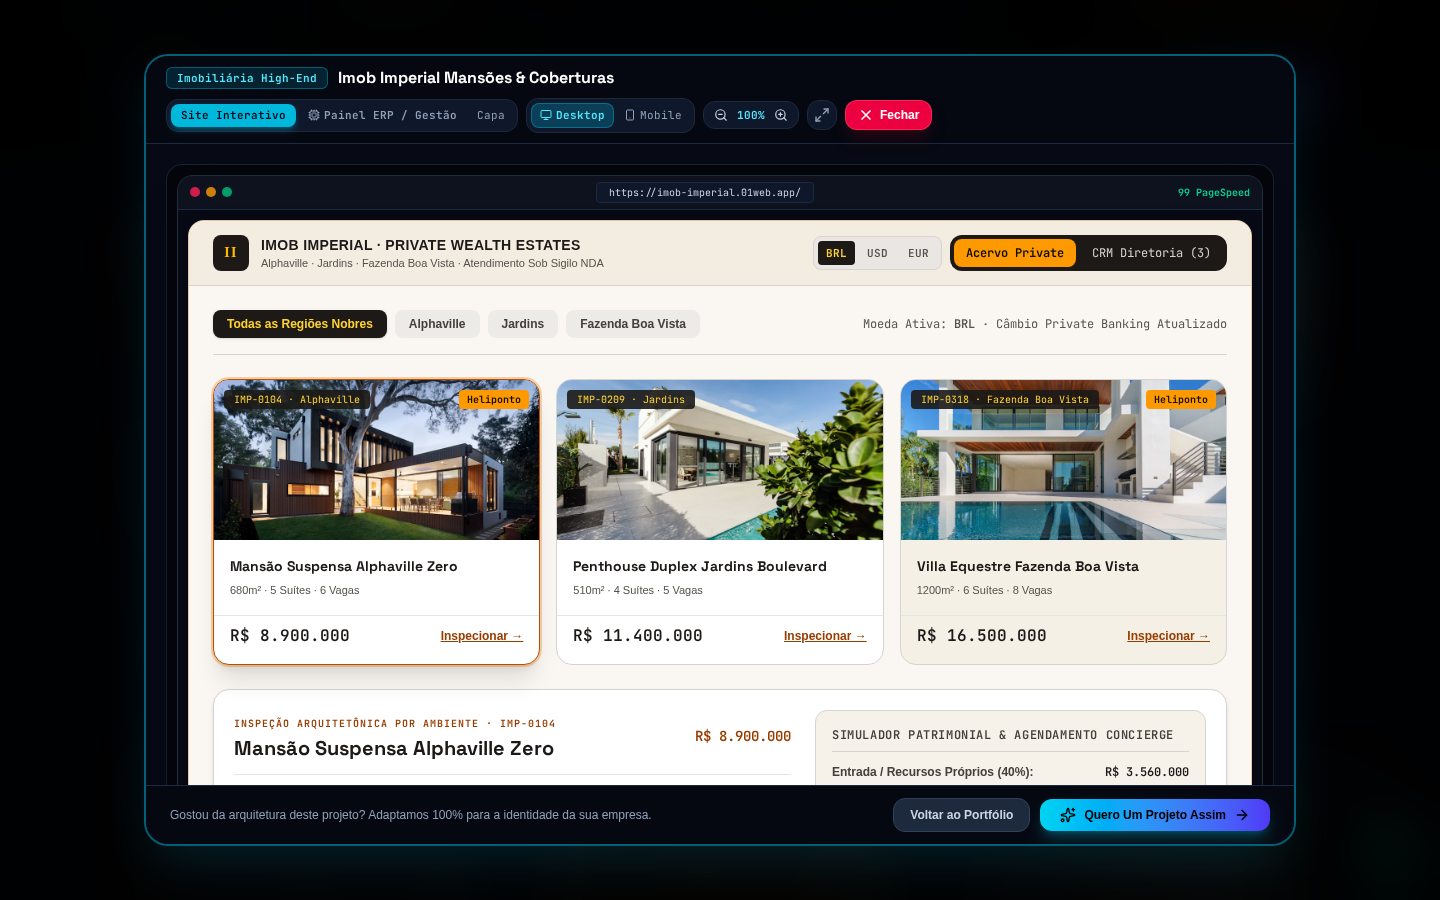 Imobiliária High-End
Imob Imperial Mansões & Coberturas
Site Interativo
Painel ERP / Gestão
Capa
Desktop
Mobile
100%
Fechar
https://imob-imperial.01web.app/
99 PageSpeed
II
IMOB IMPERIAL · PRIVATE WEALTH ESTATES
Alphaville · Jardins · Fazenda Boa Vista · Atendimento Sob Sigilo NDA
BRL
USD
EUR
Acervo Private
CRM Diretoria (3)
Todas as Regiões Nobres
Alphaville
Jardins
Fazenda Boa Vista
Moeda Ativa: BRL · Câmbio Private Banking Atualizado
IMP-0104 · Alphaville
Heliponto
Mansão Suspensa Alphaville Zero
680m² · 5 Suítes · 6 Vagas
R$ 8.900.000
Inspecionar →
IMP-0209 · Jardins
Penthouse Duplex Jardins Boulevard
510m² · 4 Suítes · 5 Vagas
R$ 11.400.000
Inspecionar →
IMP-0318 · Fazenda Boa Vista
Heliponto
Villa Equestre Fazenda Boa Vista
1200m² · 6 Suítes · 8 Vagas
R$ 16.500.000
Inspecionar →
INSPEÇÃO ARQUITETÔNICA POR AMBIENTE · IMP-0104
Mansão Suspensa Alphaville Zero
R$ 8.900.000
SIMULADOR PATRIMONIAL & AGENDAMENTO CONCIERGE
Entrada / Recursos Próprios (40%):
R$ 3.560.000
Gostou da arquitetura deste projeto? Adaptamos 100% para a identidade da sua empresa.
Voltar ao Portfólio
Quero Um Projeto Assim →